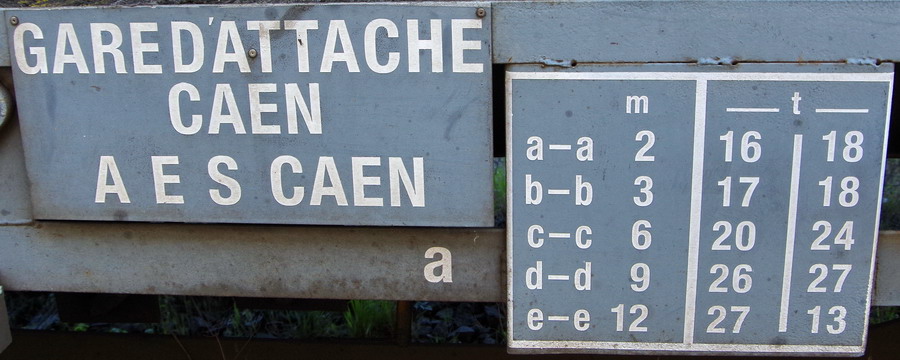 GARE D'ATTACHE
CAEN
A E S CAEN
a
m — t —
a–a 2 16 18
b–b 3 17 18
c–c 6 20 24
d–d 9 26 27
e–e 12 27 13